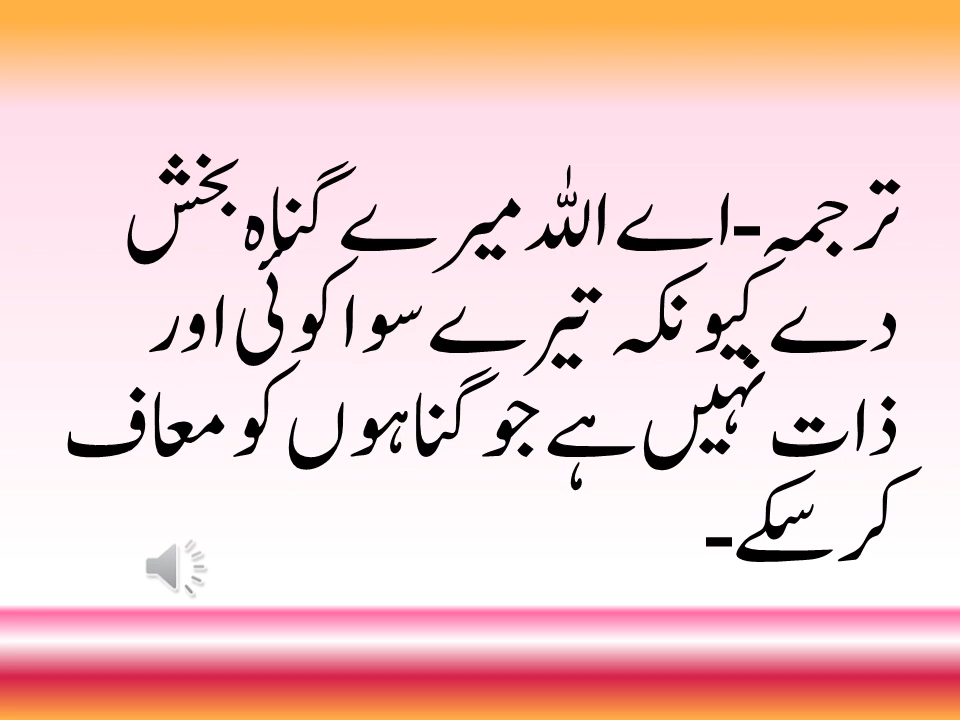 ترجمہ-اے اللہ میرے گناہ بخش
دے کیونکہ تیرے سوا کوئی اور
ذات نہیں ہے جو گناہوں کو معاف
کر سکے-